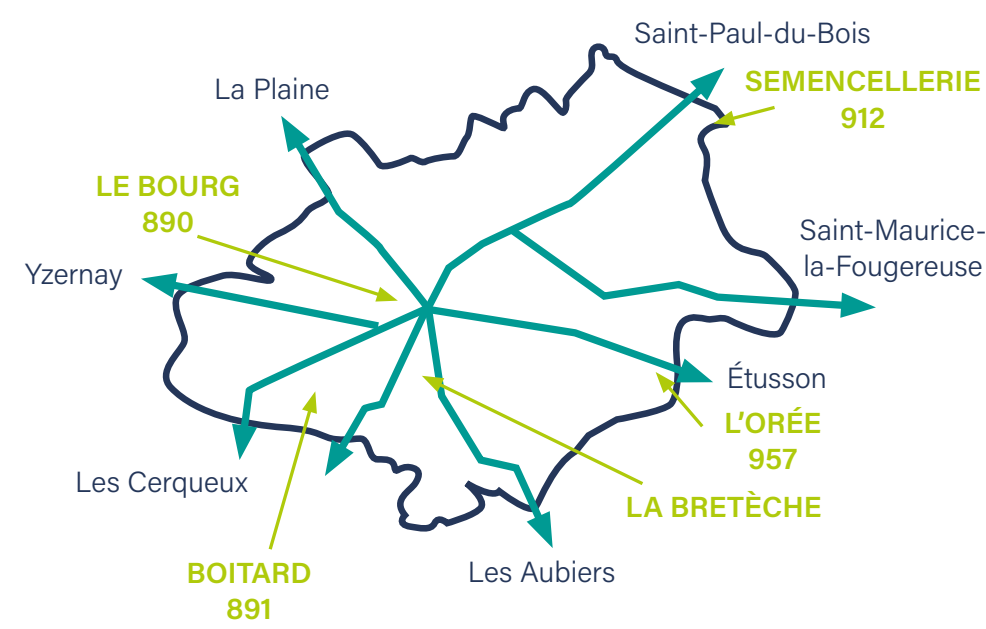 Saint-Paul-du-Bois
SEMENCELLERIE
912
La Plaine
LE BOURG
890
Saint-Maurice-
la-Fougereuse
Yzernay
Étusson
L'ORÉE
957
Les Cerqueux
LA BRETÈCHE
BOITARD
891
Les Aubiers